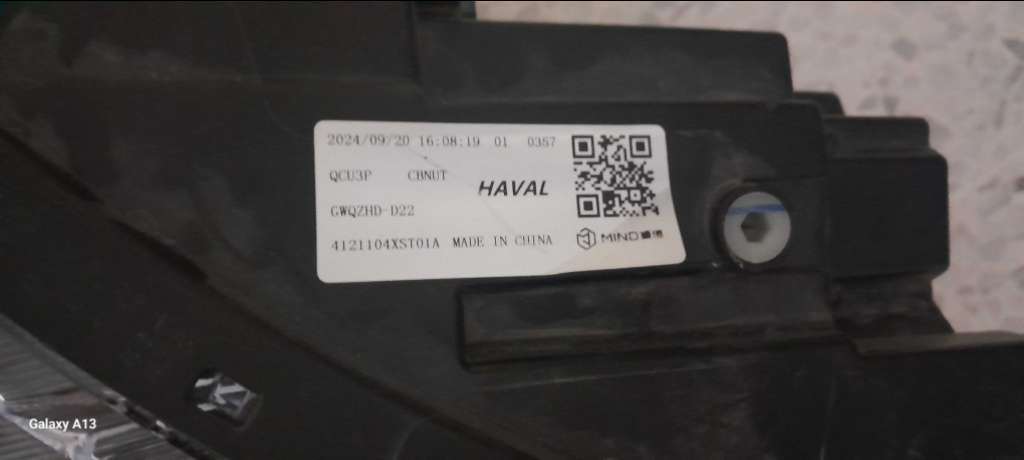 2024/09/20 16:08:19 01 0357
QCU3P CBNUT
HAVAL
GWQZHD-D22
4121104XST01A MADE IN CHINA
MIND
Galaxy A13